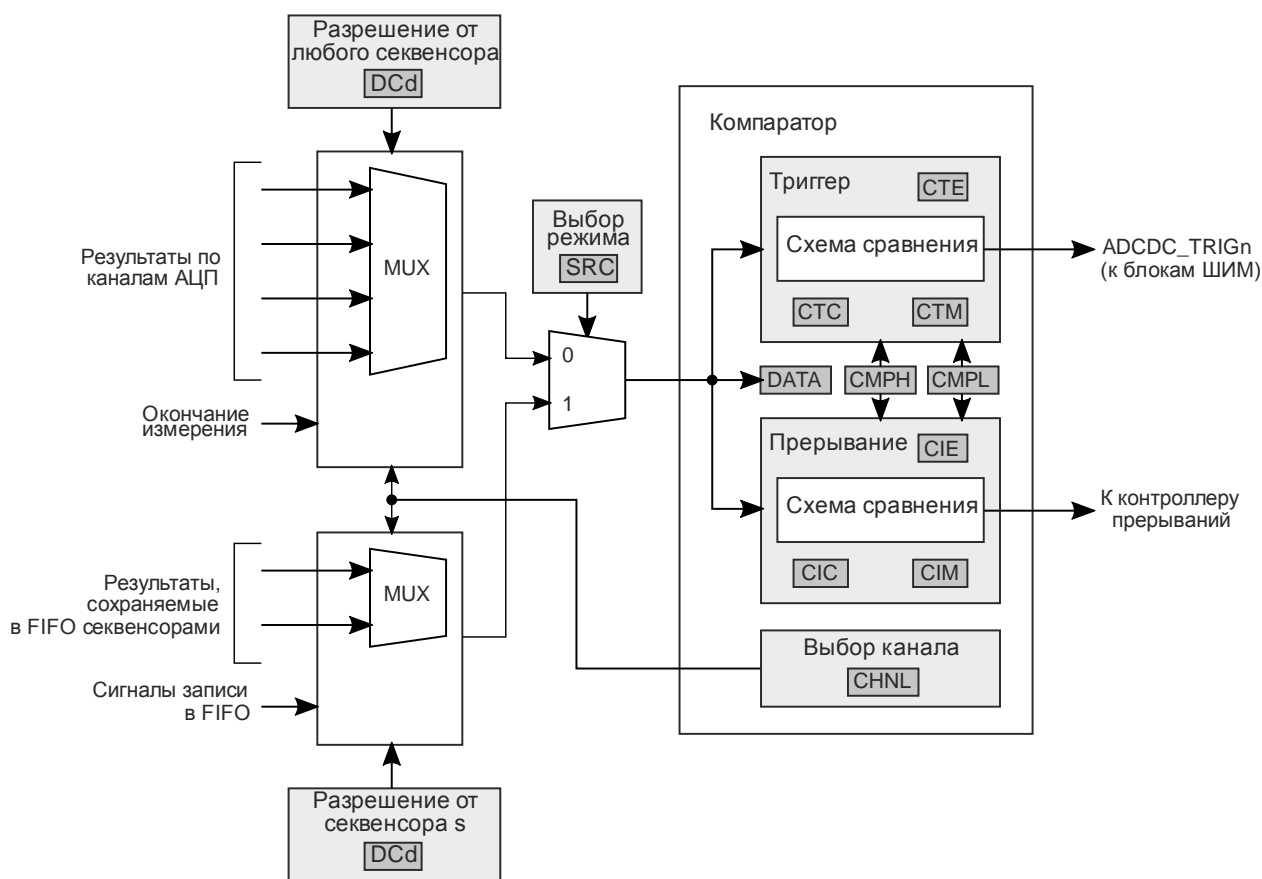 Разрешение от
любого секвенсора
DCd
Результаты по
каналам АЦП
MUX
Окончание
измерения
Выбор
режима
SRC
0
1
Компаратор
Триггер
CTE
Схема сравнения
CTC
CTM
ADCDC_TRIGn
(к блокам ШИМ)
DATA
CMPH
CMPL
Прерывание
CIE
Схема сравнения
CIC
CIM
К контроллеру
прерываний
Выбор канала
CHNL
Результаты,
сохраняемые
в FIFO секвенсорами
MUX
Сигналы записи
в FIFO
Разрешение от
секвенсора s
DCd